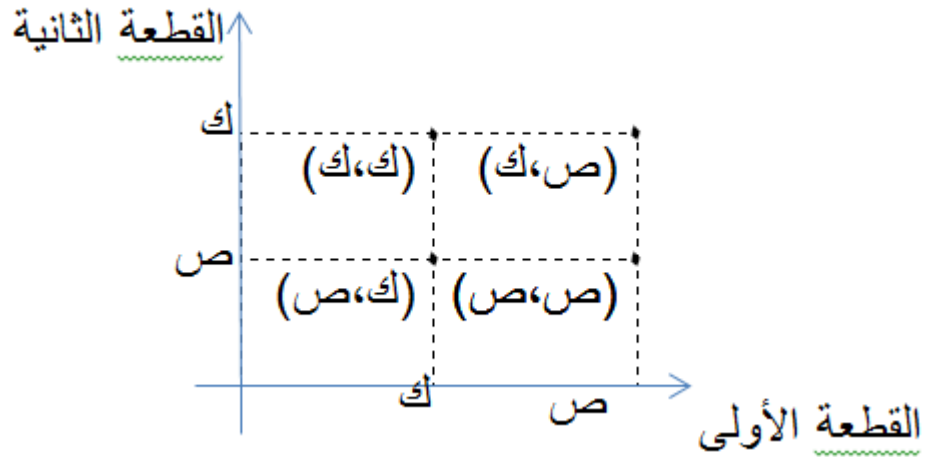 القطعة الثانية
ك
(ص،ك) (ك،ك)
ص
(ص،ص) (ك،ص)
ص ك
القطعة الأولى